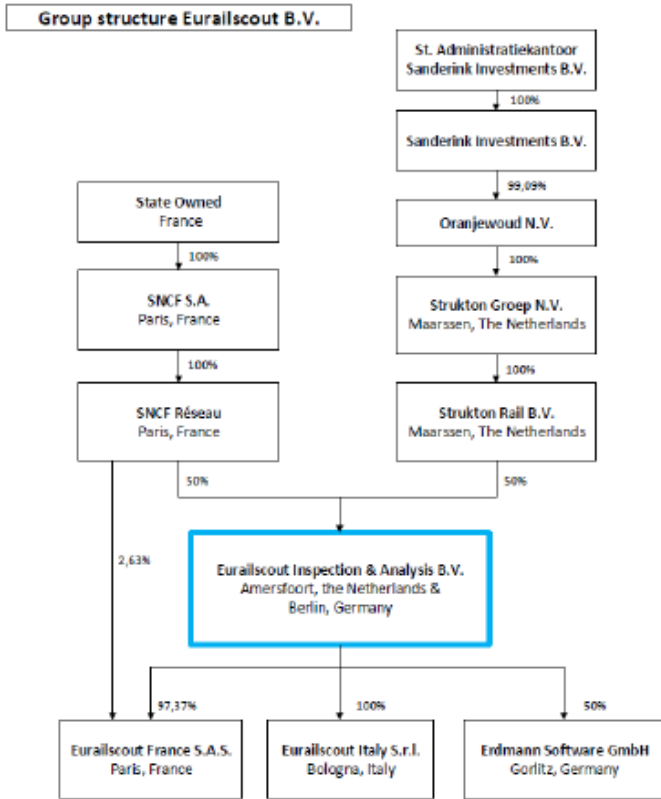 Group structure Eurailscout B.V.
St. Administratiekantoor
Sanderink Investments B.V.
100%
Sanderink Investments B.V.
99,09%
State Owned
France
Oranjewoud N.V.
100%
100%
SNCF S.A.
Paris, France
Strukton Groep N.V.
Maarssen, The Netherlands
100%
100%
SNCF Réseau
Paris, France
Strukton Rail B.V.
Maarssen, The Netherlands
50%
50%
2,63%
Eurailscout Inspection & Analysis B.V.
Amersfoort, the Netherlands &
Berlin, Germany
97,37%
100%
50%
Eurailscout France S.A.S.
Paris, France
Eurailscout Italy S.r.l.
Bologna, Italy
Erdmann Software GmbH
Gorlitz, Germany